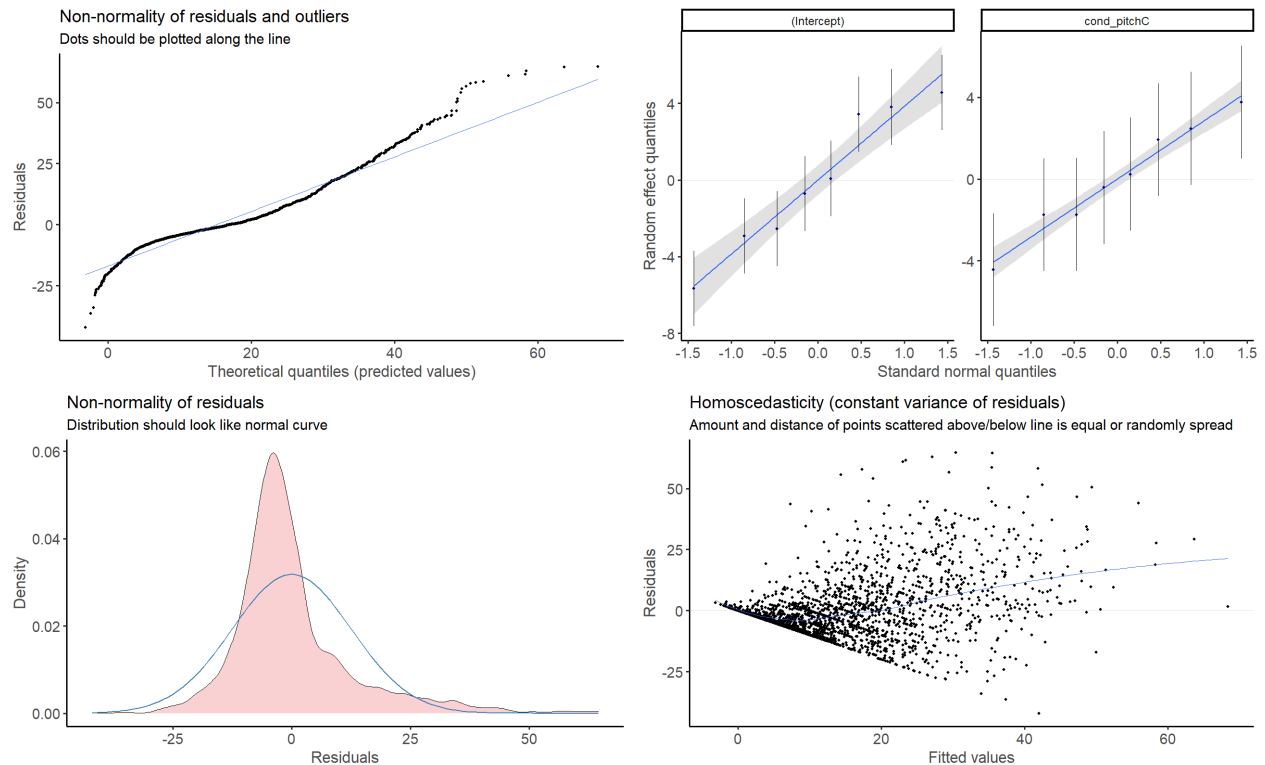 Non-normality of residuals and outliers
Dots should be plotted along the line
50
25
0
-25
Residuals
0 20 40 60
Theoretical quantiles (predicted values)
(Intercept) cond_pitchC
4
0
-4
-8
4
0
-4
Random effect quantiles
-1.5 -1.0 -0.5 0.0 0.5 1.0 1.5 -1.5 -1.0 -0.5 0.0 0.5 1.0 1.5
Standard normal quantiles
Non-normality of residuals
Distribution should look like normal curve
0.06
0.04
0.02
0.00
Density
-25 0 25 50
Residuals
Homoscedasticity (constant variance of residuals)
Amount and distance of points scattered above/below line is equal or randomly spread
50
25
0
-25
Residuals
0 20 40 60
Fitted values